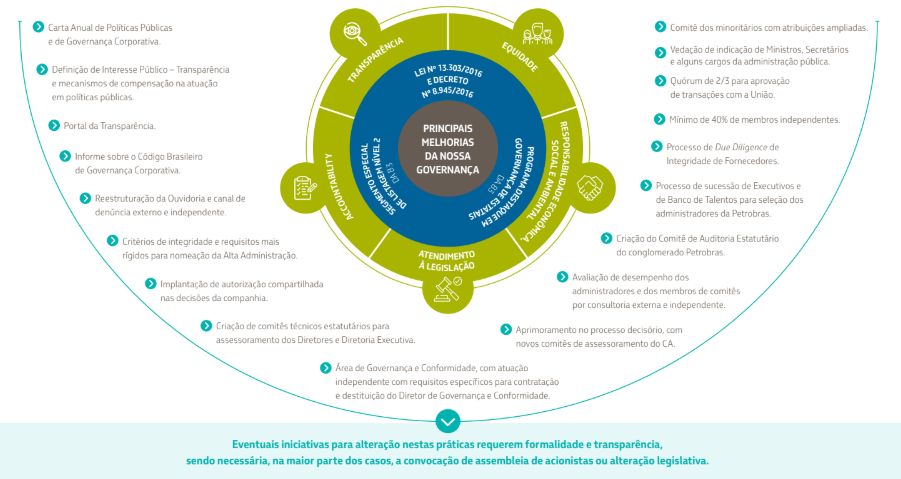 Carta Anual de Políticas Públicas
e de Governança Corporativa.
Definição de Interesse Público – Transparência
e mecanismos de compensação na atuação
em políticas públicas.
Portal da Transparência.
Informe sobre o Código Brasileiro
de Governança Corporativa.
Reestruturação da Ouvidoria e canal de
denúncia externo e independente.
Critérios de integridade e requisitos mais
rígidos para nomeação da Alta Administração.
Implantação de autorização compartilhada
nas decisões da companhia.
Criação de comitês técnicos estatutários para
assessoramento dos Diretores e Diretoria Executiva.
Área de Governança e Conformidade, com atuação
independente com requisitos específicos para contratação
e destituição do Diretor de Governança e Conformidade.
TRANSPARÊNCIA
EQUIDADE
RESPONSABILIDADE ECONÔMICA,
SOCIAL E AMBIENTAL
ATENDIMENTO
À LEGISLAÇÃO
ACCOUNTABILITY
LEI Nº 13.303/2016
E DECRETO
Nº 8.945/2016
PROGRAMA DESTAQUE EM
GOVERNANÇA DE ESTATAIS
DA B3
SEGMENTO ESPECIAL
DE LISTAGEM NÍVEL 2
DA B3
PRINCIPAIS
MELHORIAS
DA NOSSA
GOVERNANÇA
Comitê dos minoritários com atribuições ampliadas.
Vedação de indicação de Ministros, Secretários
e alguns cargos da administração pública.
Quórum de 2/3 para aprovação
de transações com a União.
Mínimo de 40% de membros independentes.
Processo de Due Diligence de
Integridade de Fornecedores.
Processo de sucessão de Executivos e
de Banco de Talentos para seleção dos
administradores da Petrobras.
Criação do Comitê de Auditoria Estatutário
do conglomerado Petrobras.
Avaliação de desempenho dos
administradores e dos membros de comitês
por consultoria externa e independente.
Aprimoramento no processo decisório, com
novos comitês de assessoramento do CA.
Eventuais iniciativas para alteração nestas práticas requerem formalidade e transparência,
sendo necessária, na maior parte dos casos, a convocação de assembleia de acionistas ou alteração legislativa.